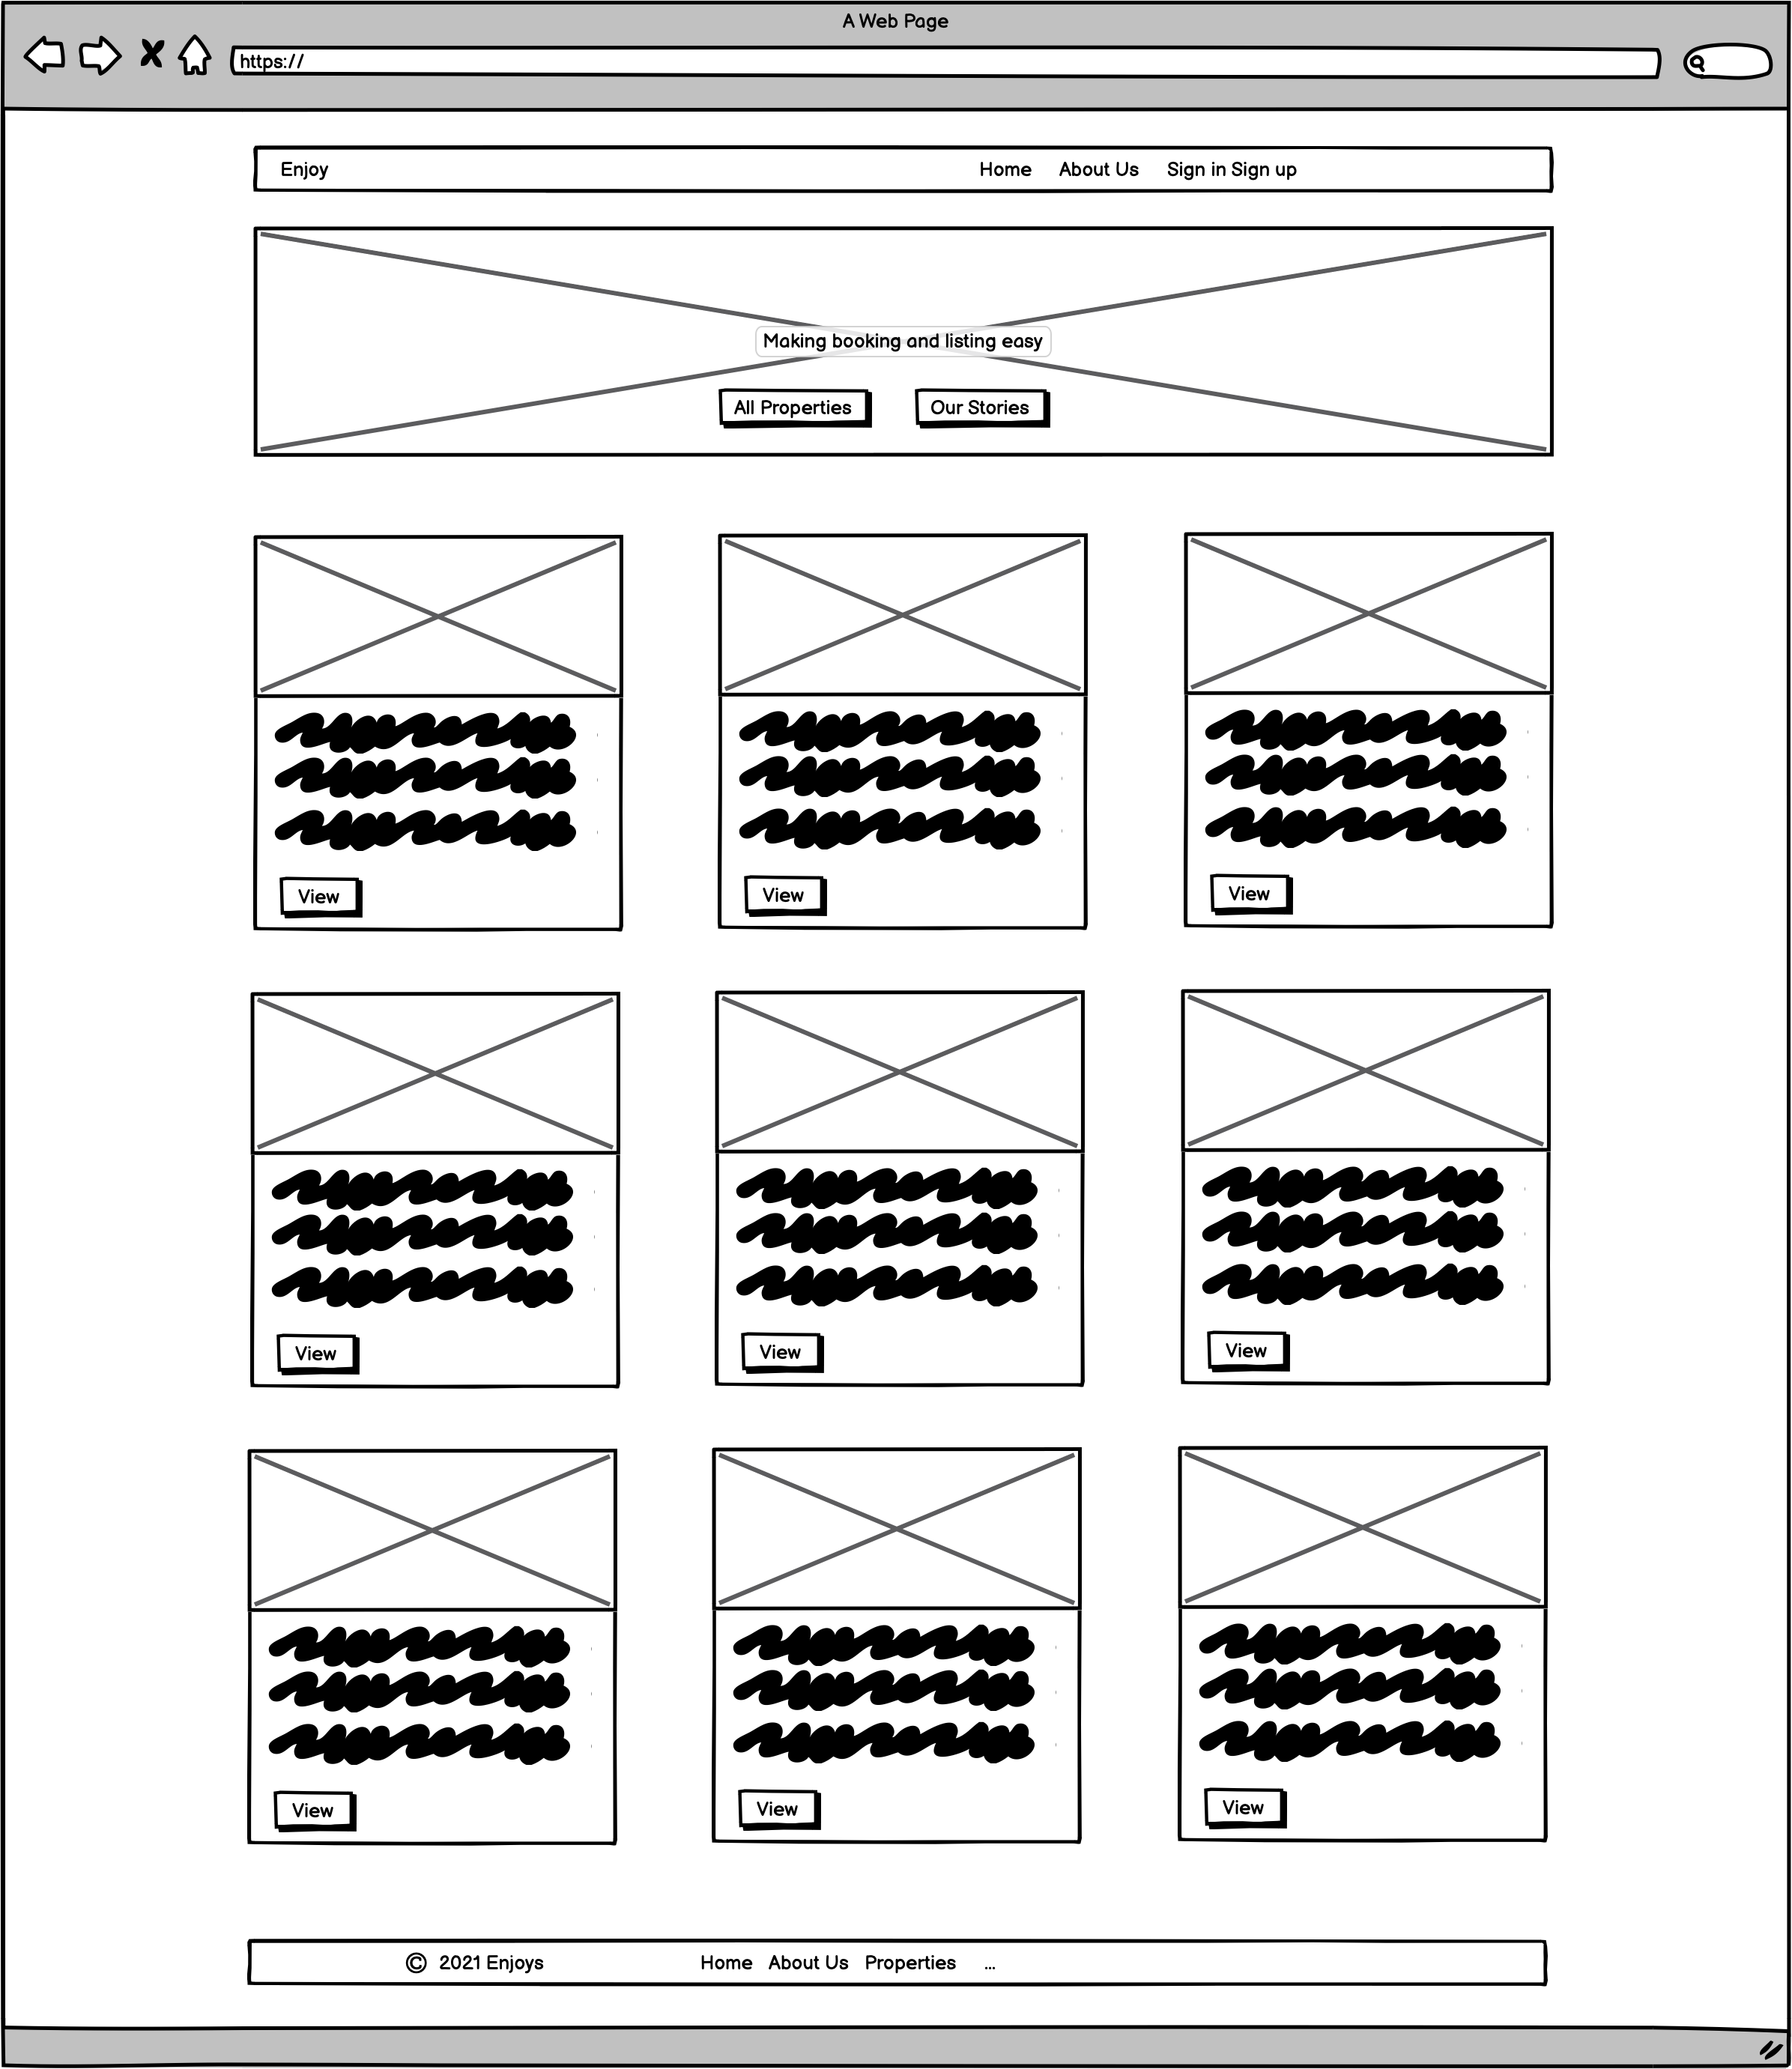 A Web Page
https://
Enjoy Home About Us Sign in Sign up
Making booking and listing easy
All Properties Our Stories
View View View
View View View
View View View
© 2021 Enjoys Home About Us Properties ...